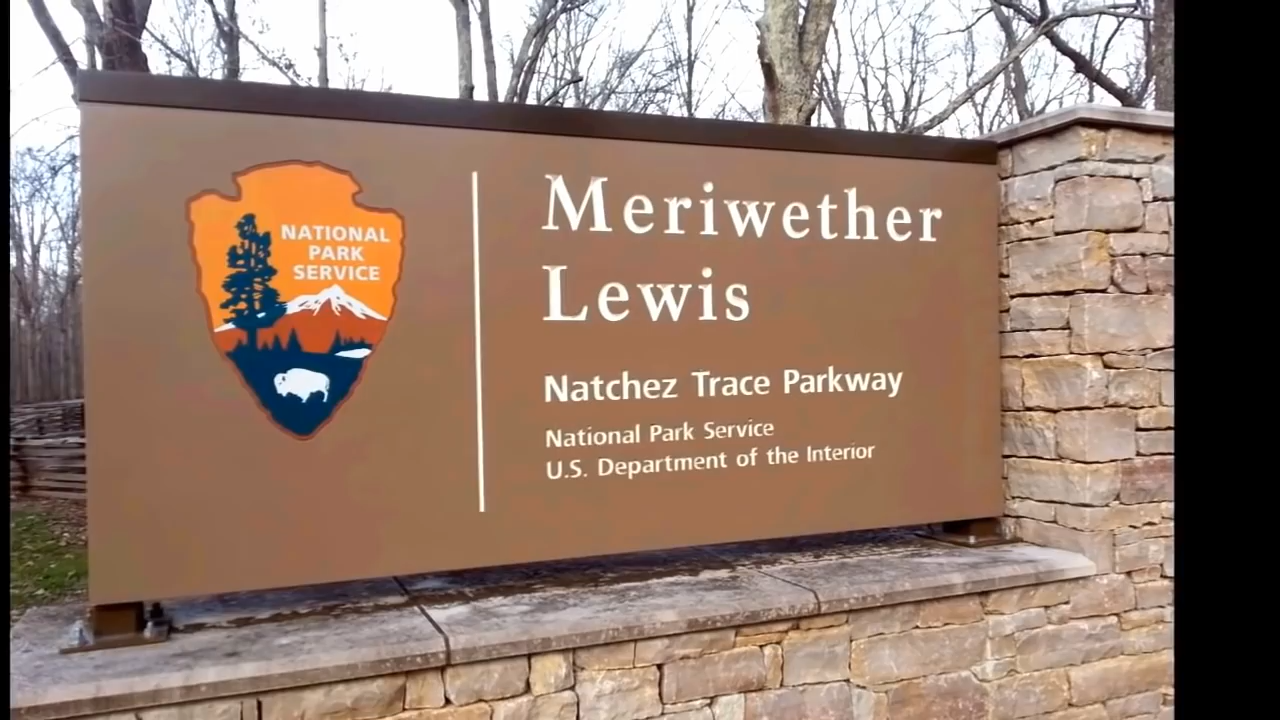 NATIONAL
PARK
SERVICE
Meriwether
Lewis
Natchez Trace Parkway
National Park Service
U.S. Department of the Interior